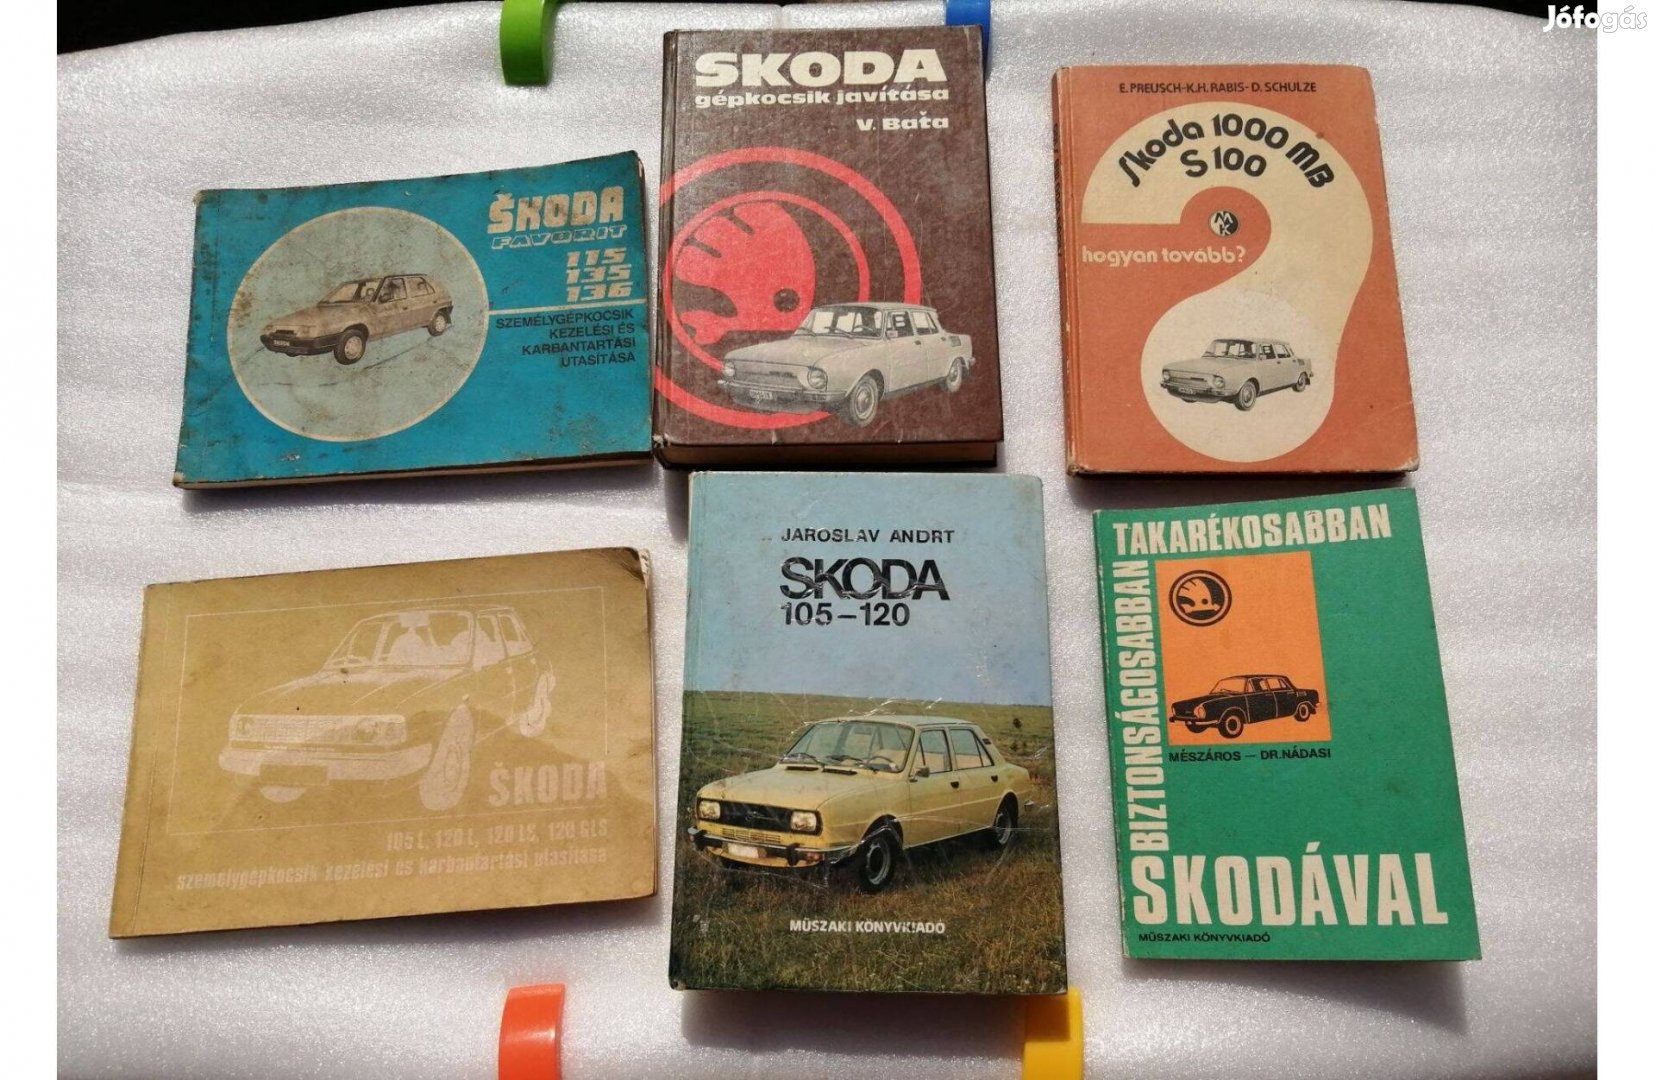 Jófogás
ŠKODA
FAVORIT
115
135
136
SZEMÉLYGÉPKOCSIK
KEZELÉSI ÉS
KARBANTARTÁSI
UTASÍTÁSA
SKODA
gépkocsik javítása
V. Baťa
E. PREUSCH-K.H. RABIS-D. SCHULZE
Skoda 1000 MB
S 100
MK
hogyan tovább?
ŠKODA
105 L, 120 L, 120 LS, 120 GLS
személygépkocsik kezelési és karbantartási utasítása
JAROSLAV ANDRT
SKODA
105-120
MŰSZAKI KÖNYVKIADÓ
TAKARÉKOSABBAN
BIZTONSÁGOSABBAN
MÉSZÁROS - DR. NÁDASI
SKODÁVAL
MŰSZAKI KÖNYVKIADÓ